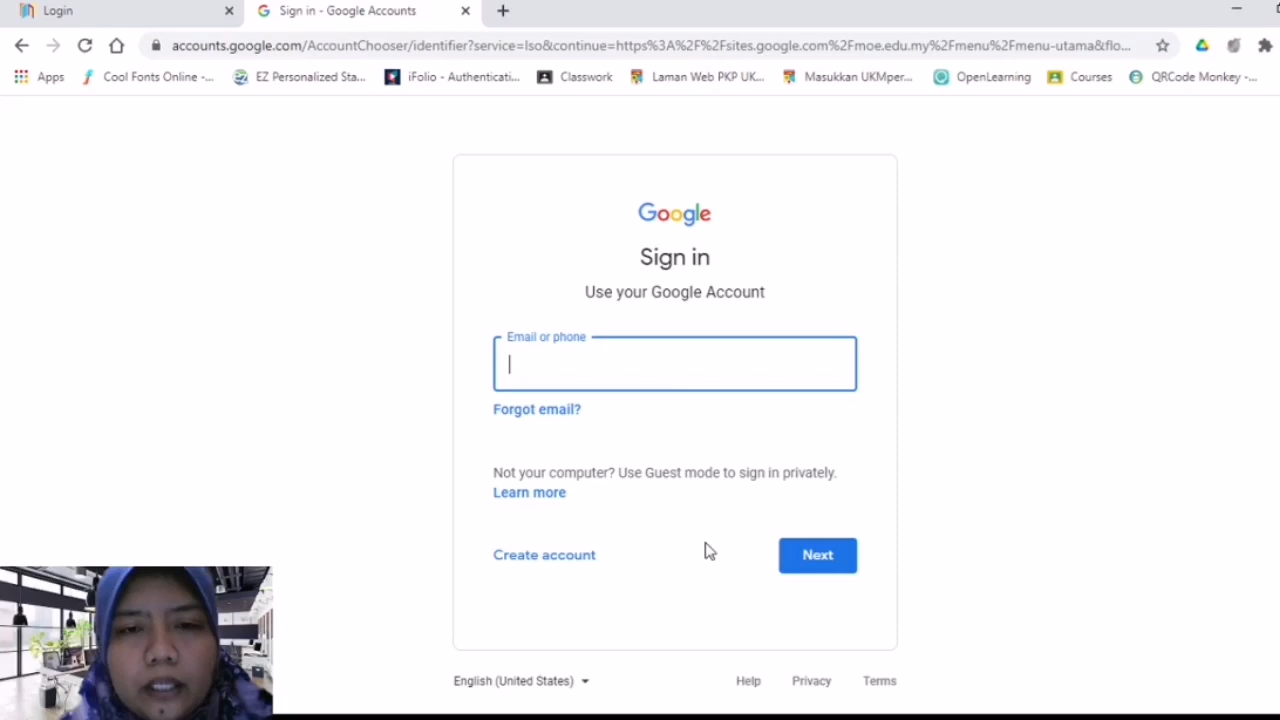 Login
Sign in - Google Accounts
accounts.google.com/AccountChooser/identifier?service=lso&continue=https%3A%2F%2Fsites.google.com%2Fmoe.edu.my%2Fmenu%2Fmenu-utama&flo...
Apps Cool Fonts Online -... EZ Personalized Sta... iFolio - Authenticati... Classwork Laman Web PKP UK... Masukkan UKMper... OpenLearning Courses QRCode Monkey -...
Google
Sign in
Use your Google Account
Email or phone
Forgot email?
Not your computer? Use Guest mode to sign in privately.
Learn more
Create account
Next
English (United States)
Help Privacy Terms